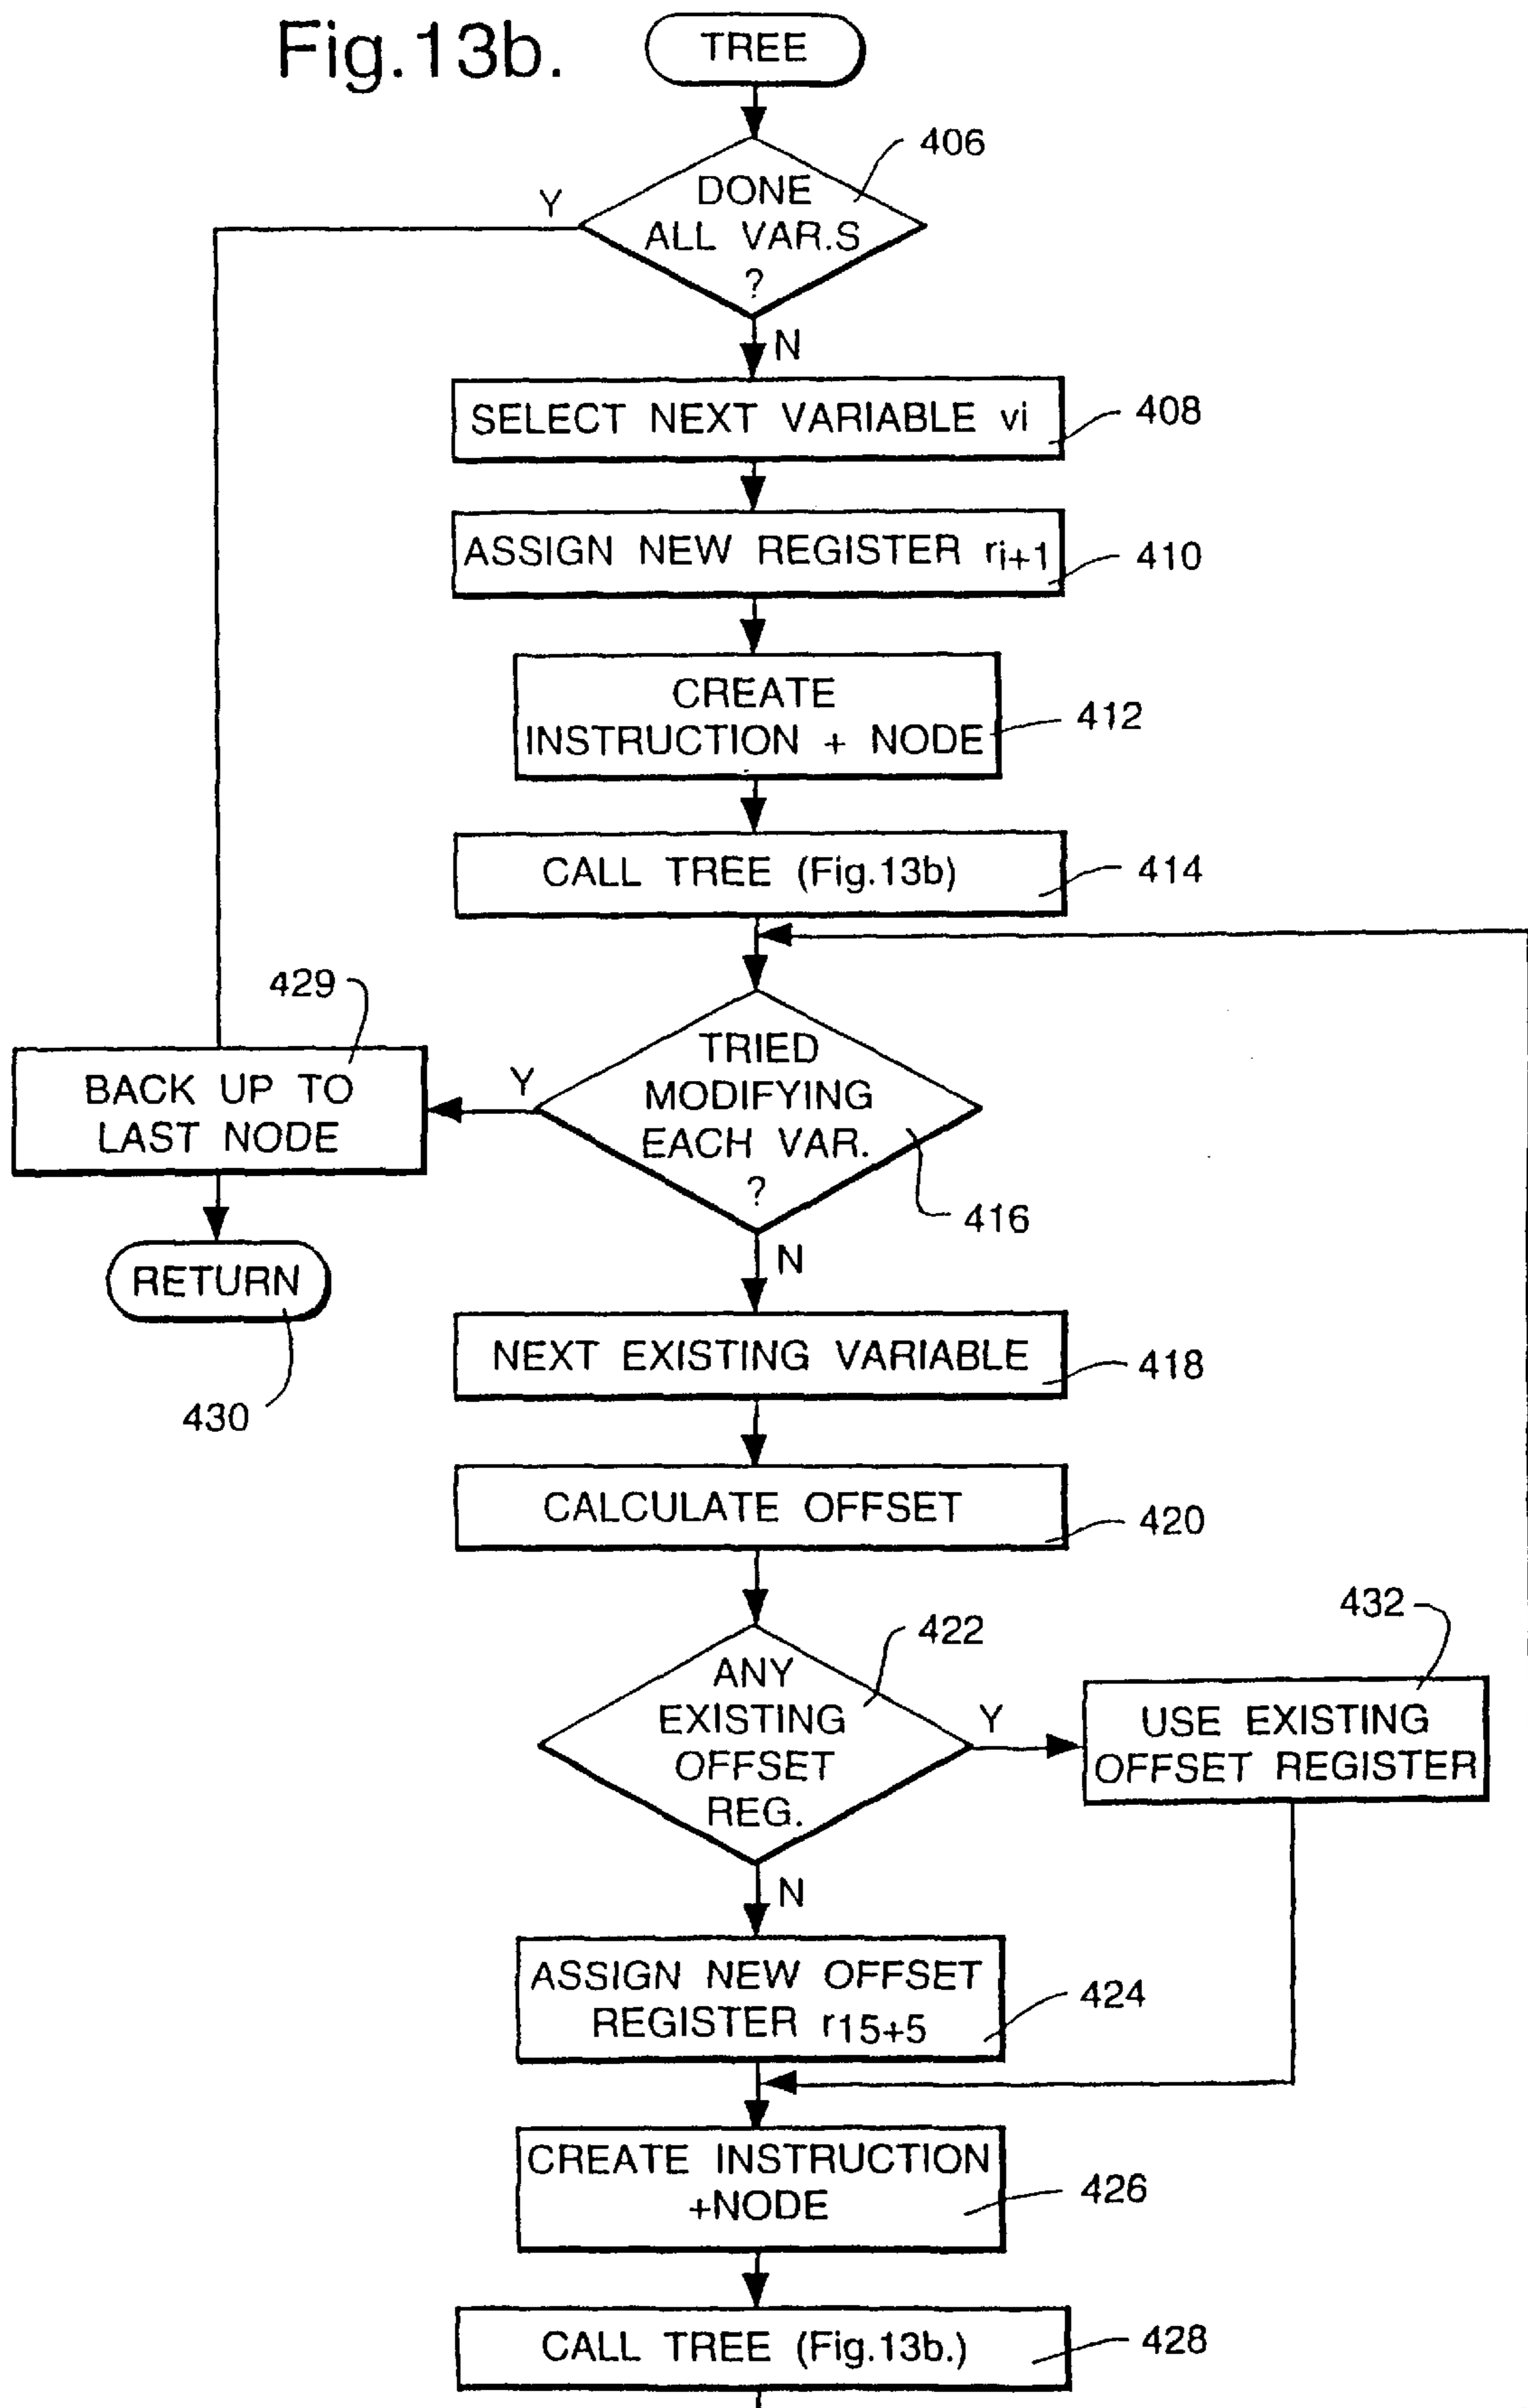 Fig.13b.
TREE
406
DONE
ALL VAR.S
?
Y
N
SELECT NEXT VARIABLE vi
408
ASSIGN NEW REGISTER ri+1
410
CREATE
INSTRUCTION + NODE
412
CALL TREE (Fig.13b)
414
429
BACK UP TO
LAST NODE
Y
TRIED
MODIFYING
EACH VAR.
?
416
N
RETURN
430
NEXT EXISTING VARIABLE
418
CALCULATE OFFSET
420
432
422
ANY
EXISTING
OFFSET
REG.
Y
USE EXISTING
OFFSET REGISTER
N
ASSIGN NEW OFFSET
REGISTER r15+5
424
CREATE INSTRUCTION
+NODE
426
CALL TREE (Fig.13b.)
428